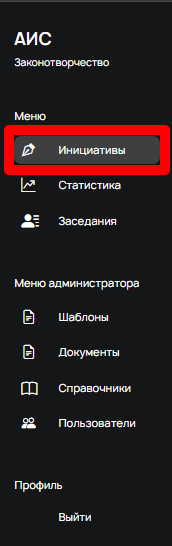 АИС
Законотворчество
Меню
Инициативы
Статистика
Заседания
Меню администратора
Шаблоны
Документы
Справочники
Пользователи
Профиль
Выйти